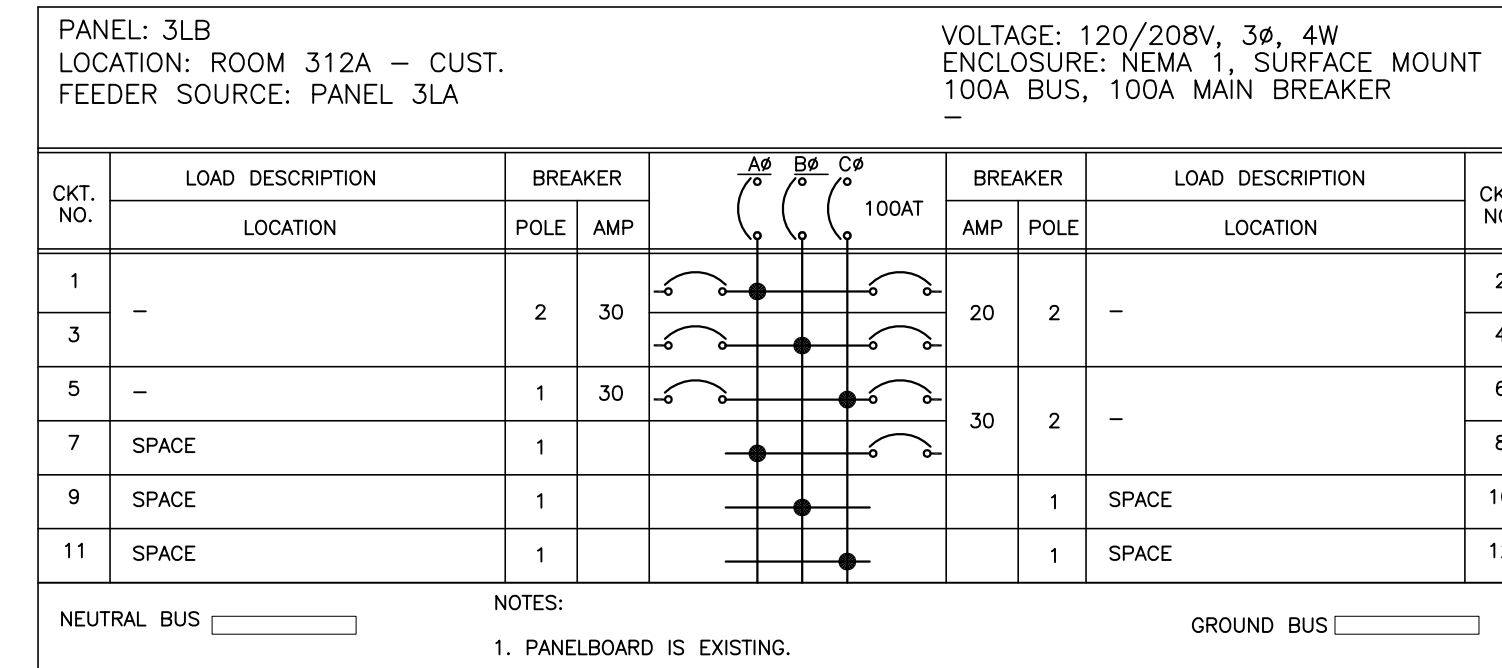 PANEL: 3LB
LOCATION: ROOM 312A – CUST.
FEEDER SOURCE: PANEL 3LA
VOLTAGE: 120/208V, 3ø, 4W
ENCLOSURE: NEMA 1, SURFACE MOUNT
100A BUS, 100A MAIN BREAKER
–
CKT. NO. LOAD DESCRIPTION BREAKER Aø Bø Cø BREAKER LOAD DESCRIPTION
LOCATION POLE AMP 100AT AMP POLE LOCATION
1 – 2 30 20 2 –
3
5 – 1 30 30 2 –
7 SPACE 1
9 SPACE 1 1 SPACE
11 SPACE 1 1 SPACE
NEUTRAL BUS
NOTES:
1. PANELBOARD IS EXISTING.
GROUND BUS